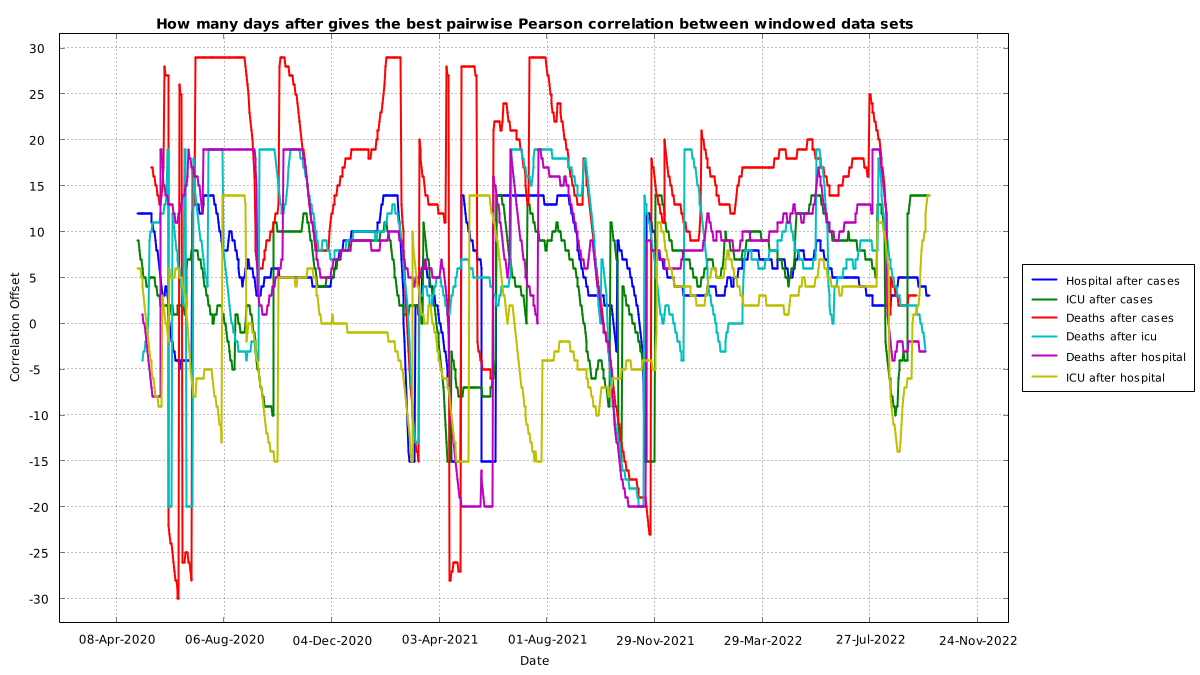 How many days after gives the best pairwise Pearson correlation between windowed data sets
30
25
20
15
10
5
0
-5
-10
-15
-20
-25
-30
Correlation Offset
08-Apr-2020
06-Aug-2020
04-Dec-2020
03-Apr-2021
01-Aug-2021
29-Nov-2021
29-Mar-2022
27-Jul-2022
24-Nov-2022
Date
Hospital after cases
ICU after cases
Deaths after cases
Deaths after icu
Deaths after hospital
ICU after hospital